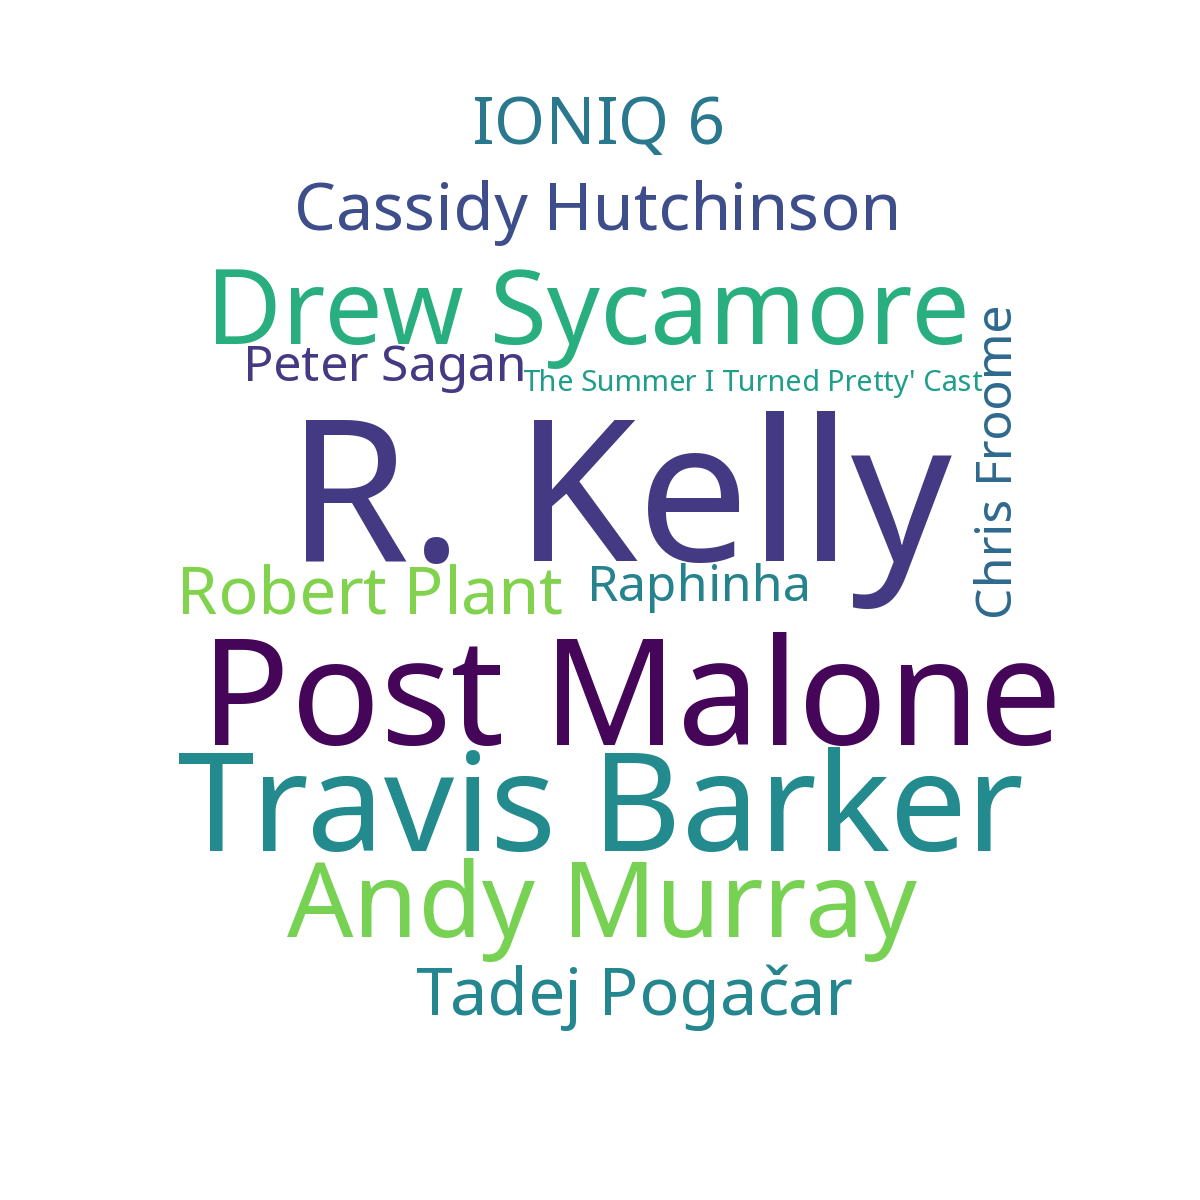 IONIQ 6
Cassidy Hutchinson
Drew Sycamore
Peter Sagan
The Summer I Turned Pretty' Cast
Chris Froome
R. Kelly
Robert Plant
Raphinha
Post Malone
Travis Barker
Andy Murray
Tadej Pogačar